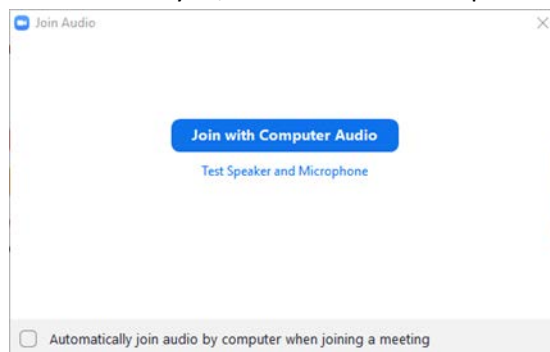 Join Audio
Join with Computer Audio
Test Speaker and Microphone
Automatically join audio by computer when joining a meeting